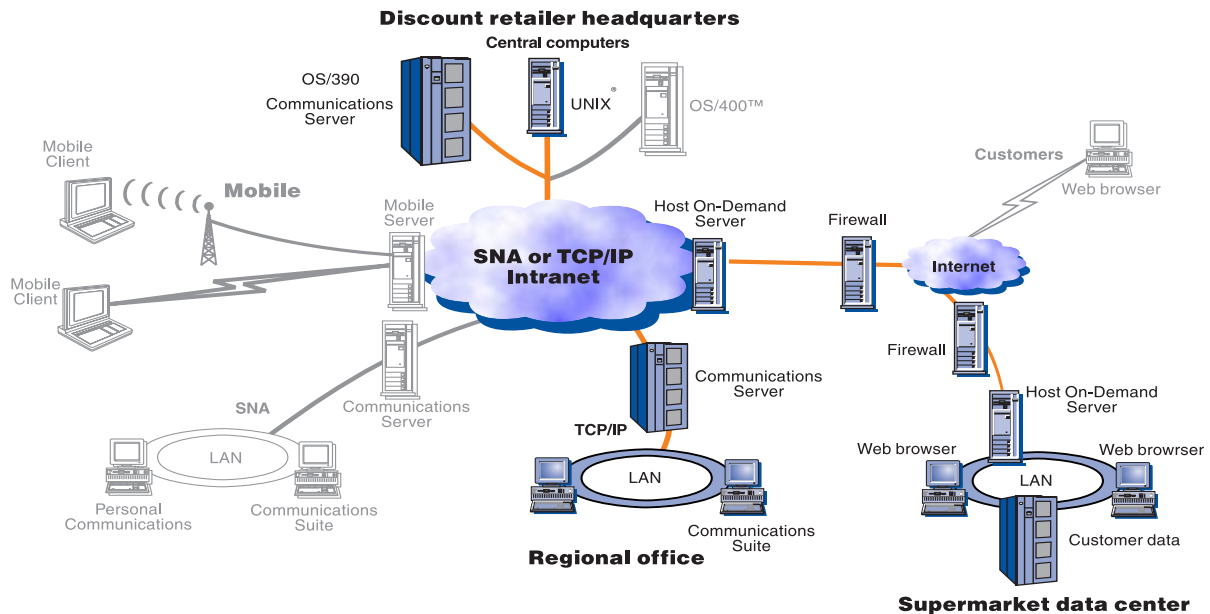 Discount retailer headquarters
Central computers
OS/390
Communications
Server
UNIX®
OS/400™
Mobile
Client
Mobile
Mobile
Server
Host On-Demand
Server
Firewall
Customers
Web browser
SNA or TCP/IP
Intranet
Internet
Mobile
Client
Firewall
Communications
Server
Communications
Server
Host On-Demand
Server
SNA
TCP/IP
Web browser
Web browrser
LAN
LAN
LAN
Personal
Communications
Communications
Suite
Communications
Suite
Customer data
Regional office
Supermarket data center